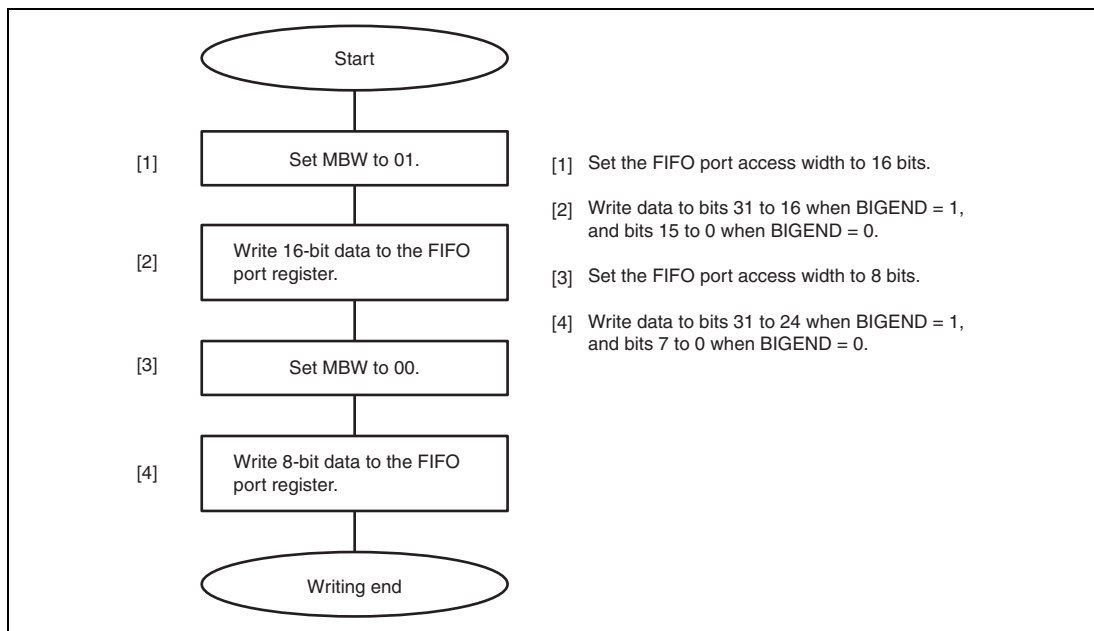 Start
[1]
Set MBW to 01.
[2]
Write 16-bit data to the FIFO
port register.
[3]
Set MBW to 00.
[4]
Write 8-bit data to the FIFO
port register.
Writing end
[1] Set the FIFO port access width to 16 bits.
[2] Write data to bits 31 to 16 when BIGEND = 1,
and bits 15 to 0 when BIGEND = 0.
[3] Set the FIFO port access width to 8 bits.
[4] Write data to bits 31 to 24 when BIGEND = 1,
and bits 7 to 0 when BIGEND = 0.